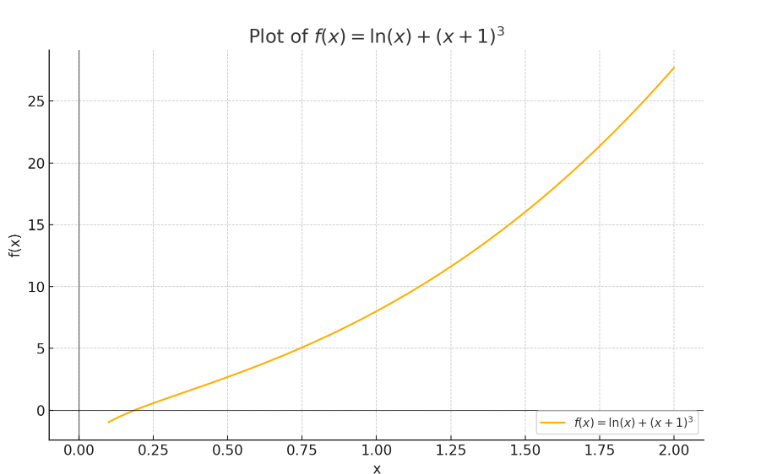 Plot of f(x) = ln(x) + (x + 1)³
f(x)
25
20
15
10
5
0
0.00 0.25 0.50 0.75 1.00 1.25 1.50 1.75 2.00
x
f(x) = ln(x) + (x + 1)³